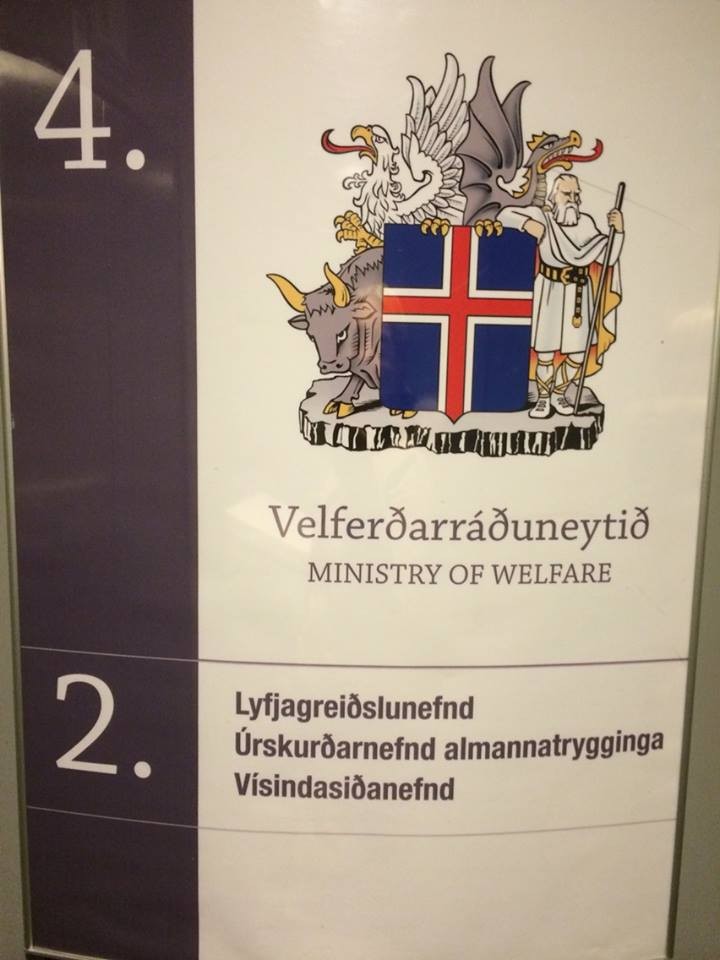 4.
Velferðarráðuneytið
MINISTRY OF WELFARE
2.
Lyfjagreiðslunefnd
Úrskurðarnefnd almannatrygginga
Vísindasiðanefnd